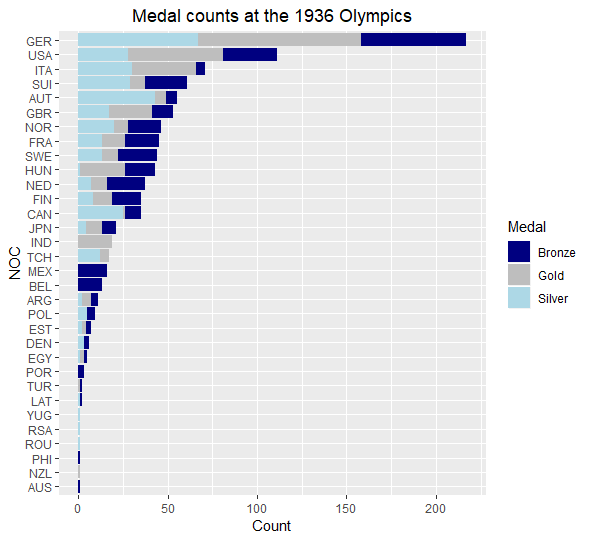 Medal counts at the 1936 Olympics
NOC
GER
USA
ITA
SUI
AUT
GBR
NOR
FRA
SWE
HUN
NED
FIN
CAN
JPN
IND
TCH
MEX
BEL
ARG
POL
EST
DEN
EGY
POR
TUR
LAT
YUG
RSA
ROU
PHI
NZL
AUS
0 50 100 150 200
Count
Medal
Bronze
Gold
Silver